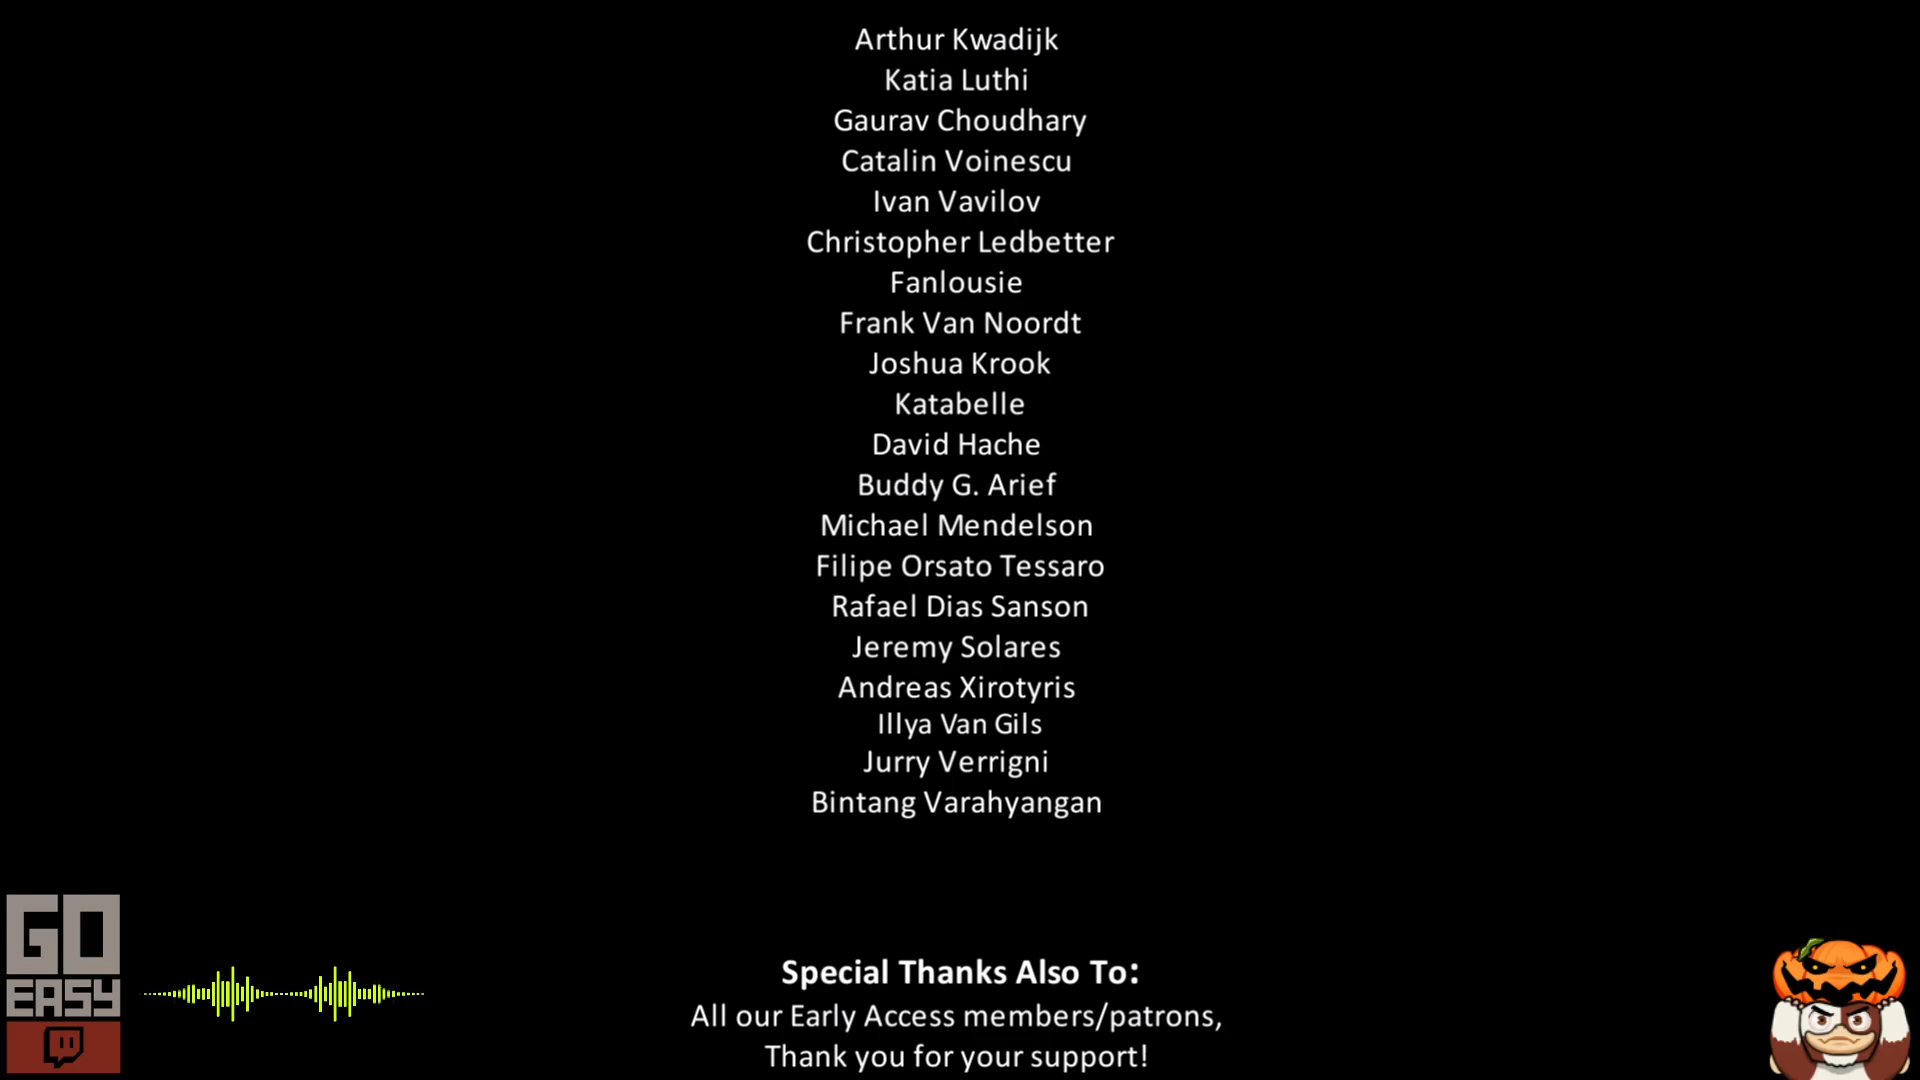 Arthur Kwadijk
Katia Luthi
Gaurav Choudhary
Catalin Voinescu
Ivan Vavilov
Christopher Ledbetter
Fanlousie
Frank Van Noordt
Joshua Krook
Katabelle
David Hache
Buddy G. Arief
Michael Mendelson
Filipe Orsato Tessaro
Rafael Dias Sanson
Jeremy Solares
Andreas Xirotyris
Illya Van Gils
Jurry Verrigni
Bintang Varahyangan
GO
EASY
Special Thanks Also To:
All our Early Access members/patrons,
Thank you for your support!